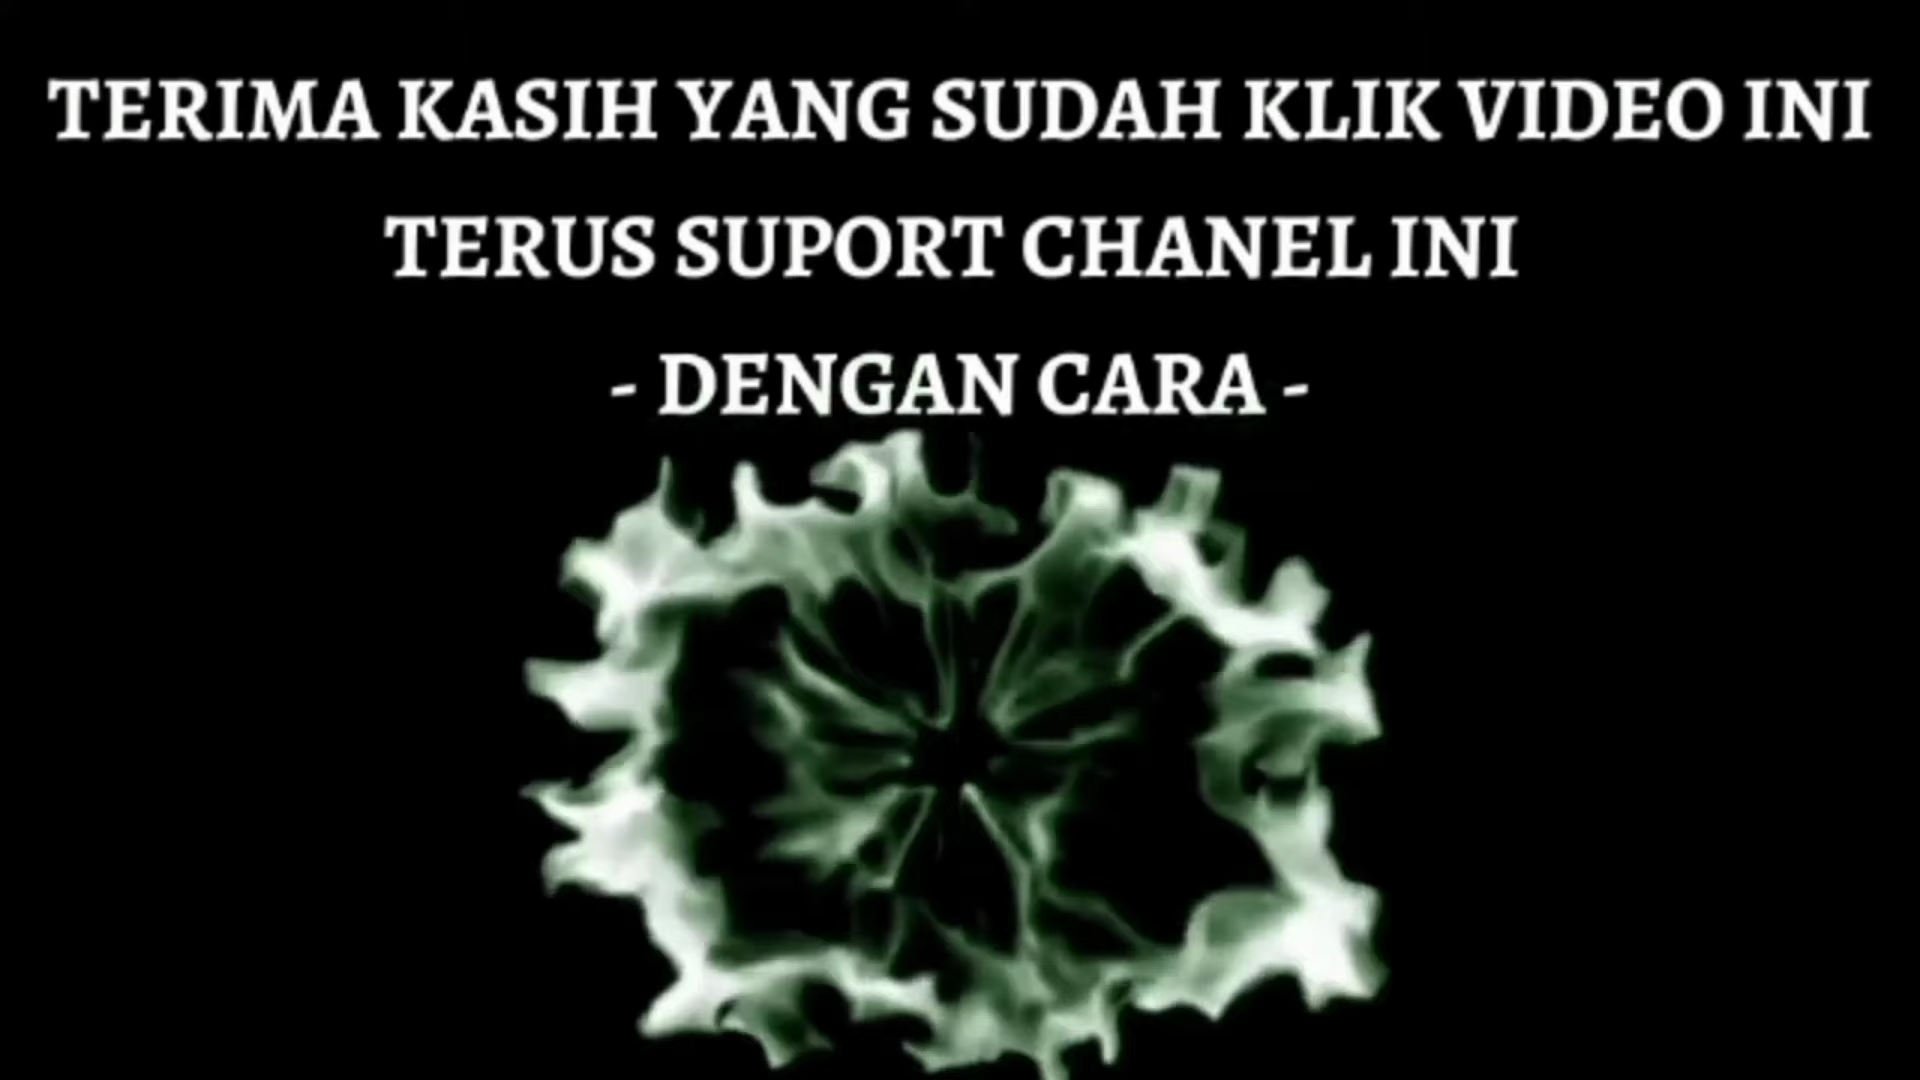 TERIMA KASIH YANG SUDAH KLIK VIDEO INI
TERUS SUPORT CHANEL INI
- DENGAN CARA -